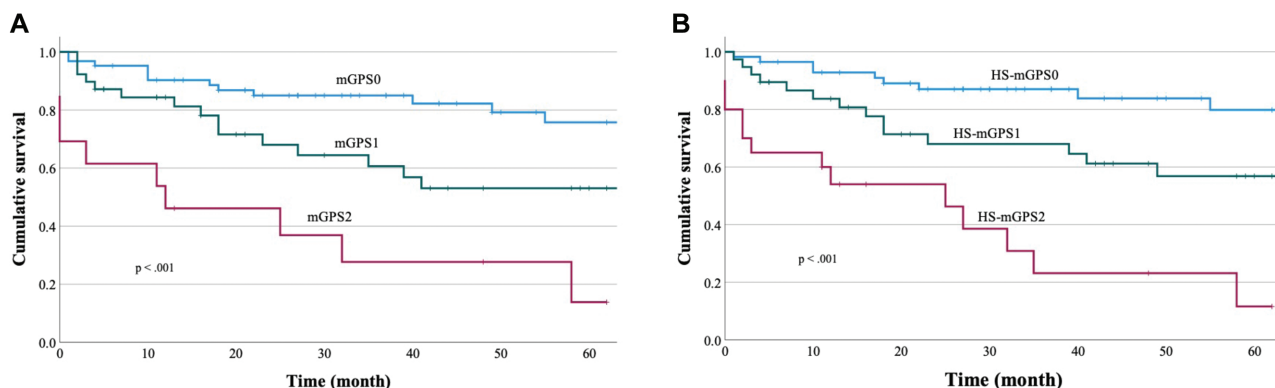 A
Cumulative survival
1.0
0.8
0.6
0.4
0.2
0.0
mGPS0
mGPS1
mGPS2
p < .001
0 10 20 30 40 50 60
Time (month)
B
Cumulative survival
1.0
0.8
0.6
0.4
0.2
0.0
HS-mGPS0
HS-mGPS1
HS-mGPS2
p < .001
0 10 20 30 40 50 60
Time (month)